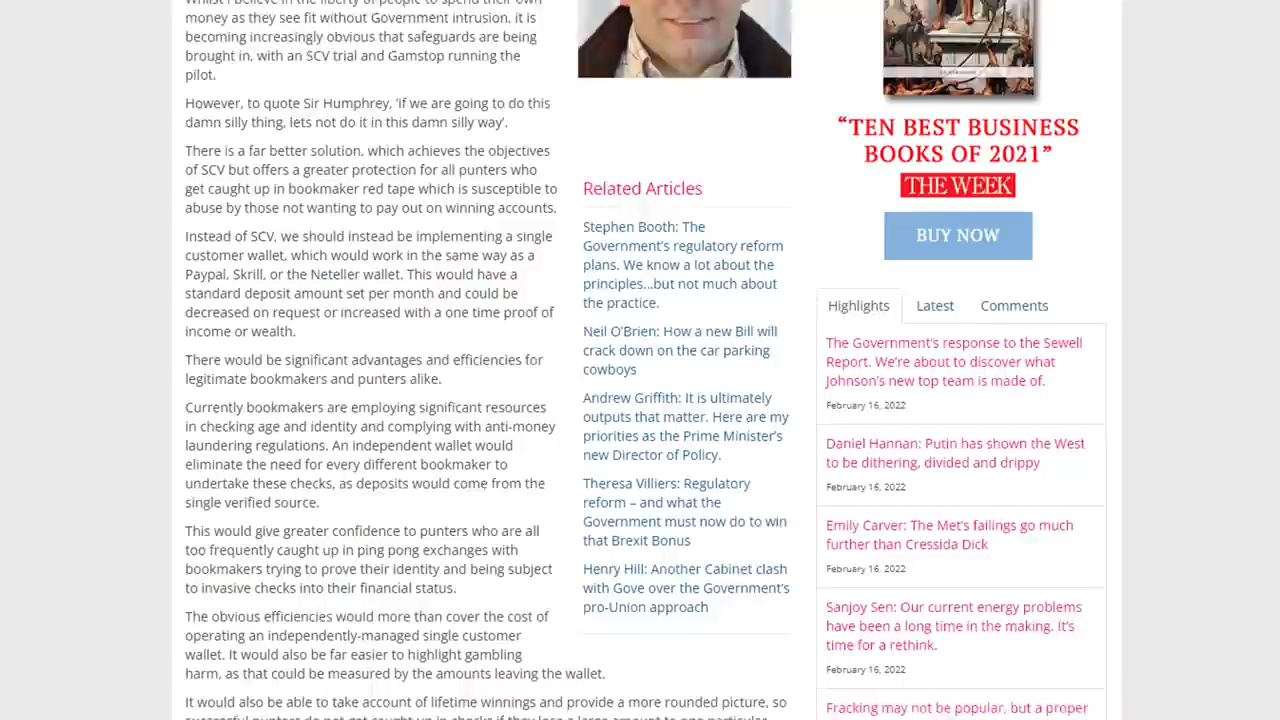 Whilst I believe in the liberty of people to spend their own
money as they see fit without Government intrusion, it is
becoming increasingly obvious that safeguards are being
brought in, with an SCV trial and Gamstop running the
pilot.
However, to quote Sir Humphrey, ‘if we are going to do this
damn silly thing, lets not do it in this damn silly way’.
There is a far better solution, which achieves the objectives
of SCV but offers a greater protection for all punters who
get caught up in bookmaker red tape which is susceptible to
abuse by those not wanting to pay out on winning accounts.
Instead of SCV, we should instead be implementing a single
customer wallet, which would work in the same way as a
Paypal, Skrill, or the Neteller wallet. This would have a
standard deposit amount set per month and could be
decreased on request or increased with a one time proof of
income or wealth.
There would be significant advantages and efficiencies for
legitimate bookmakers and punters alike.
Currently bookmakers are employing significant resources
in checking age and identity and complying with anti-money
laundering regulations. An independent wallet would
eliminate the need for every different bookmaker to
undertake these checks, as deposits would come from the
single verified source.
This would give greater confidence to punters who are all
too frequently caught up in ping pong exchanges with
bookmakers trying to prove their identity and being subject
to invasive checks into their financial status.
The obvious efficiencies would more than cover the cost of
operating an independently-managed single customer
wallet. It would also be far easier to highlight gambling
harm, as that could be measured by the amounts leaving the wallet.
It would also be able to take account of lifetime winnings and provide a more rounded picture, so
successful punters do not get caught up in checks if they lose a large amount to one particular
Related Articles
Stephen Booth: The
Government’s regulatory reform
plans. We know a lot about the
principles…but not much about
the practice.
Neil O’Brien: How a new Bill will
crack down on the car parking
cowboys
Andrew Griffith: It is ultimately
outputs that matter. Here are my
priorities as the Prime Minister’s
new Director of Policy.
Theresa Villiers: Regulatory
reform – and what the
Government must now do to win
that Brexit Bonus
Henry Hill: Another Cabinet clash
with Gove over the Government’s
pro-Union approach
“TEN BEST BUSINESS
BOOKS OF 2021”
THE WEEK
BUY NOW
Highlights Latest Comments
The Government’s response to the Sewell
Report. We’re about to discover what
Johnson’s new top team is made of.
February 16, 2022
Daniel Hannan: Putin has shown the West
to be dithering, divided and drippy
February 16, 2022
Emily Carver: The Met’s failings go much
further than Cressida Dick
February 16, 2022
Sanjoy Sen: Our current energy problems
have been a long time in the making. It’s
time for a rethink.
February 16, 2022
Fracking may not be popular, but a proper